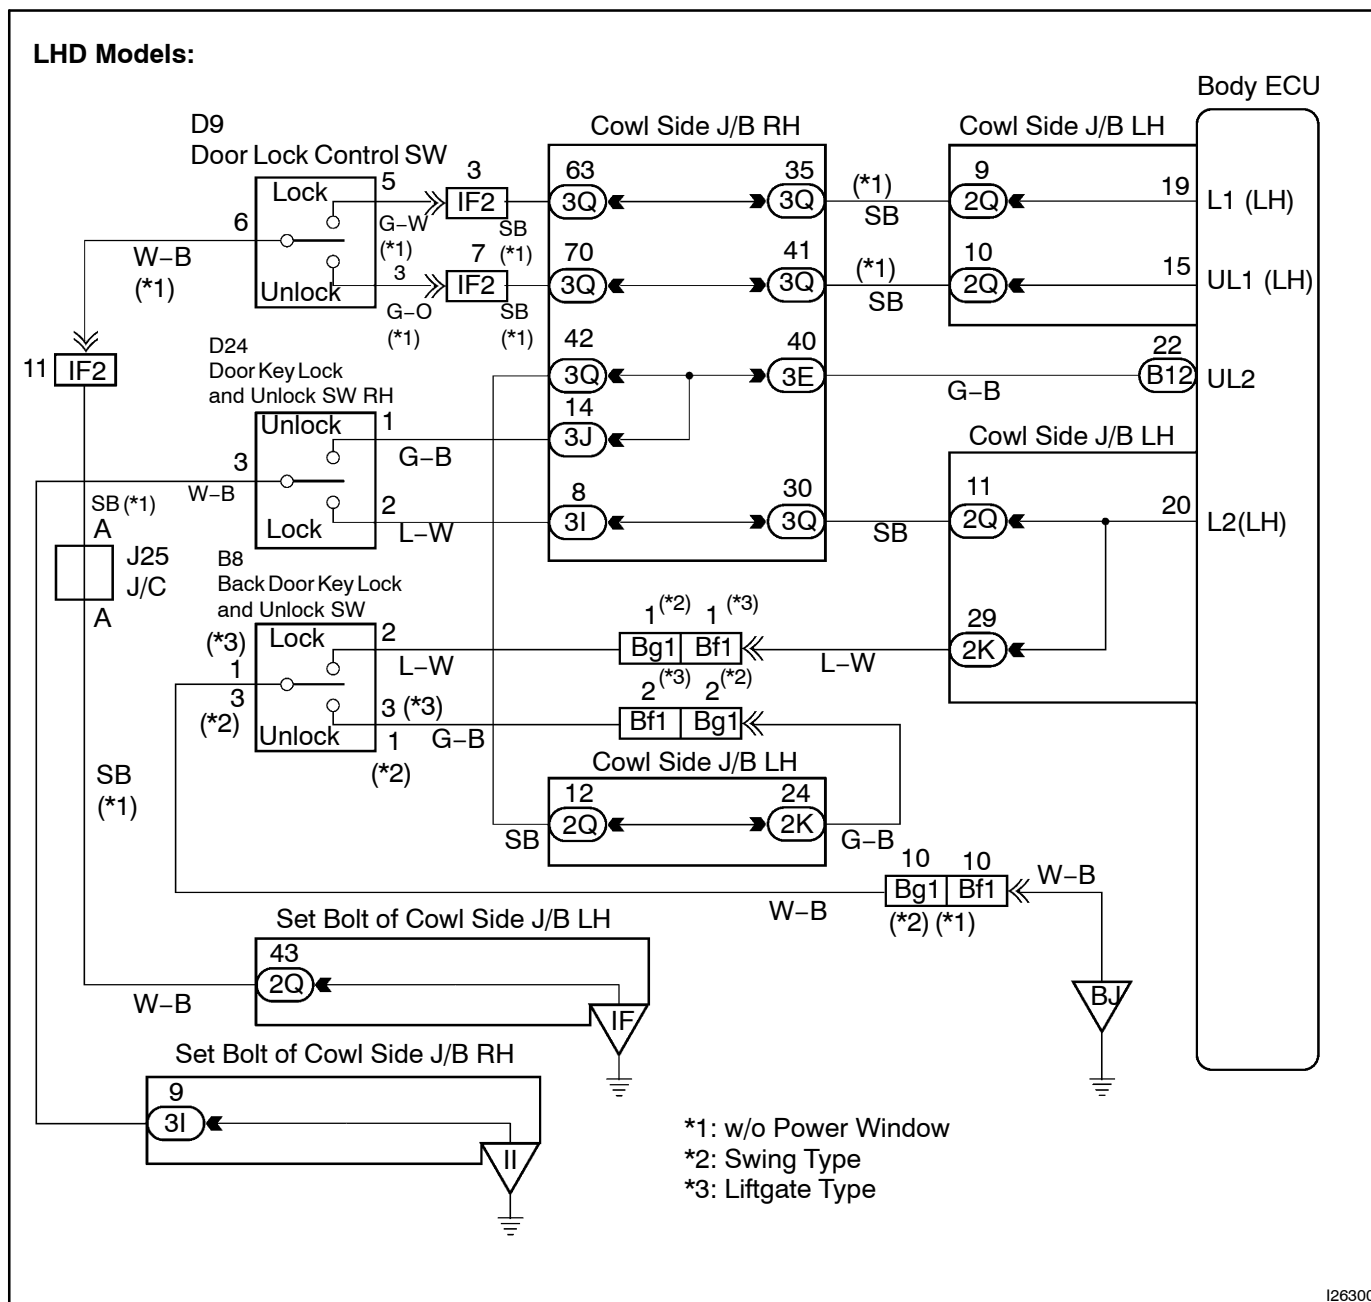 LHD Models:
Body ECU
D9
Door Lock Control SW
Cowl Side J/B RH
Cowl Side J/B LH
Lock
5
3
63
35
(*1)
9
19
IF2
3Q
3Q
2Q
L1 (LH)
6
G-W
(*1)
SB
(*1)
SB
W-B
(*1)
7
70
41
(*1)
10
15
3
IF2
3Q
3Q
2Q
UL1 (LH)
Unlock
G-O
(*1)
SB
(*1)
SB
11
IF2
D24
Door Key Lock
and Unlock SW RH
42
40
22
3Q
3E
B12
UL2
G-B
Unlock
1
14
3J
G-B
Cowl Side J/B LH
3
W-B
SB (*1)
A
2
8
30
11
20
Lock
L-W
3I
3Q
SB
2Q
L2(LH)
J25
J/C
A
B8
Back Door Key Lock
and Unlock SW
(*3)
1
3
(*2)
Lock
2
L-W
1 (*2)
1 (*3)
Bg1
Bf1
L-W
29
2K
Unlock
3 (*3)
1
(*2)
G-B
2 (*3)
2 (*2)
Bf1
Bg1
SB
(*1)
Cowl Side J/B LH
12
24
SB
2Q
2K
G-B
10
10
Bg1
Bf1
W-B
(*2) (*1)
W-B
Set Bolt of Cowl Side J/B LH
43
2Q
W-B
IF
BJ
Set Bolt of Cowl Side J/B RH
9
3I
II
*1: w/o Power Window
*2: Swing Type
*3: Liftgate Type
I26300